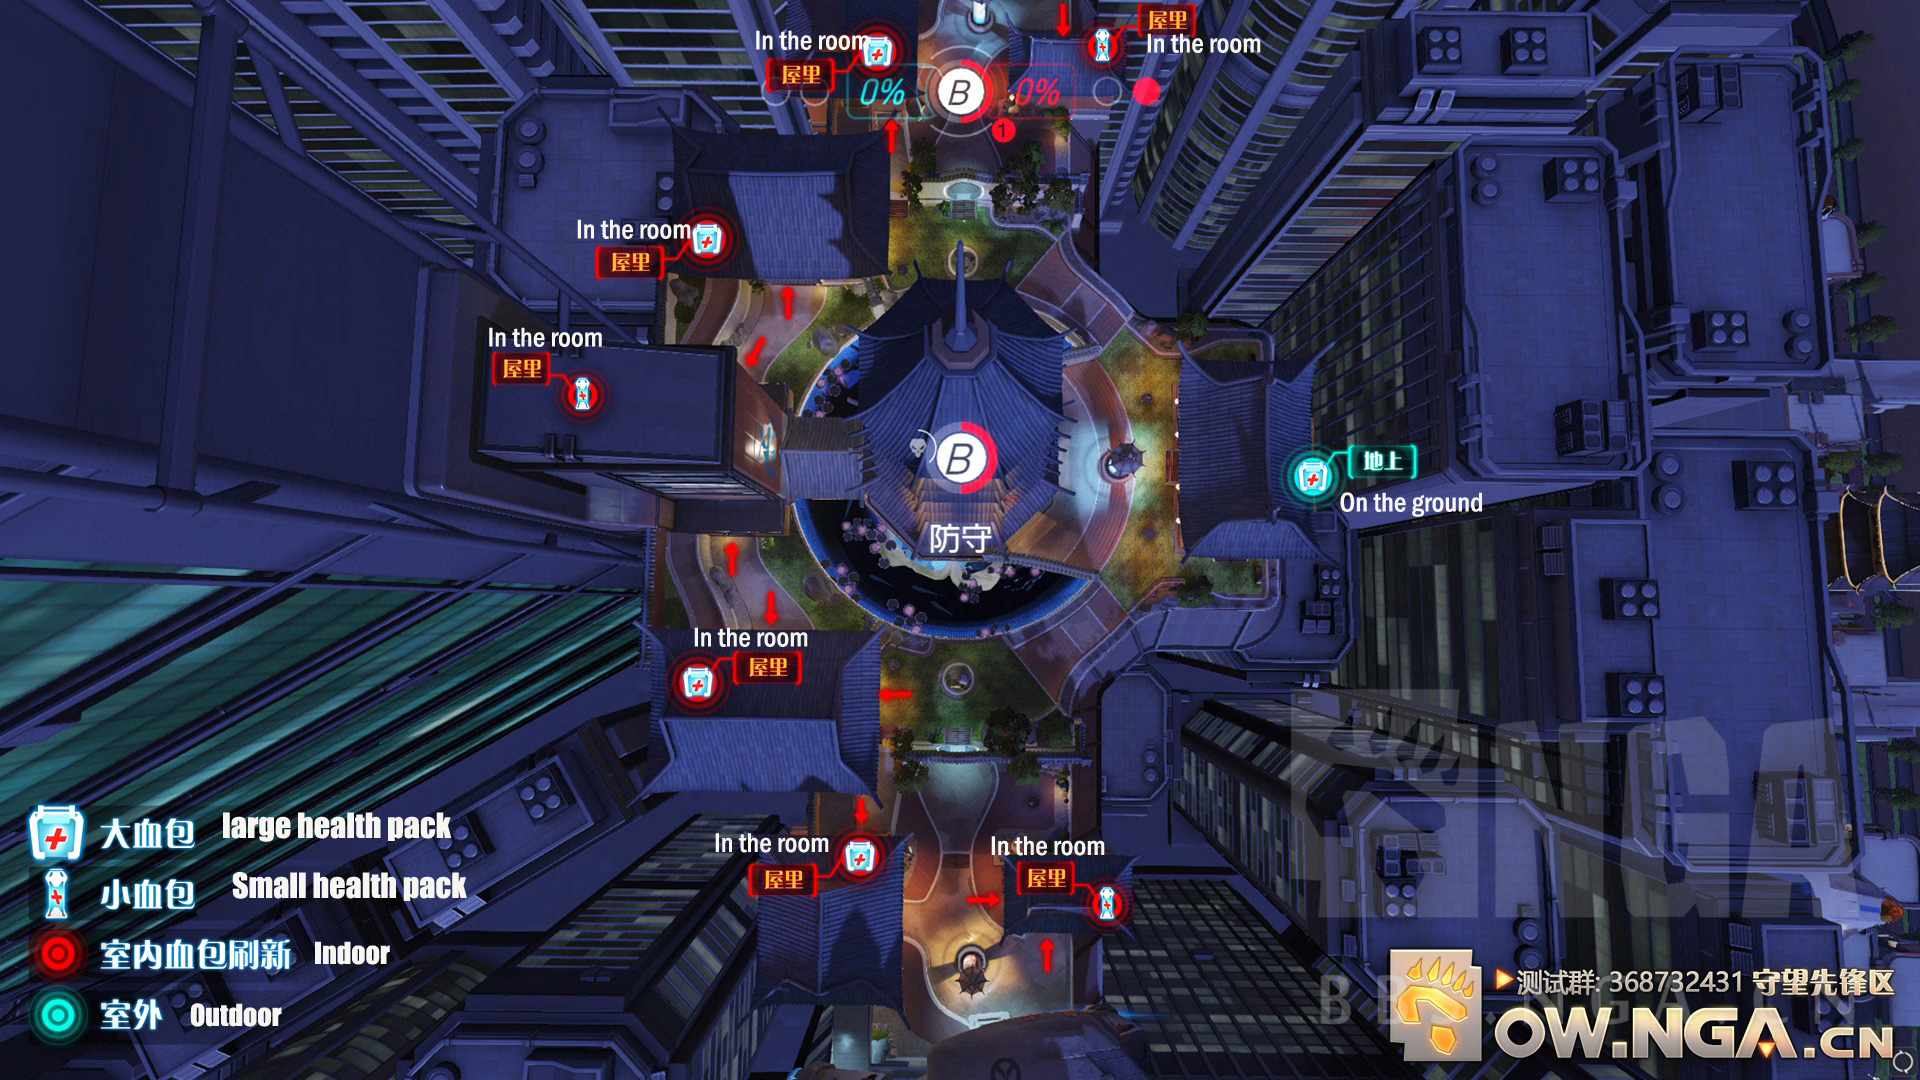 屋里
In the room
In the room
屋里
0%
B
0%
1
In the room
屋里
In the room
屋里
B
地上
On the ground
防守
In the room
屋里
In the room
屋里
In the room
屋里
大血包 large health pack
小血包 Small health pack
室内血包刷新 Indoor
室外 Outdoor
NGA
测试群: 368732431 守望先锋区
BBS.NGA.CN
OW.NGA.CN